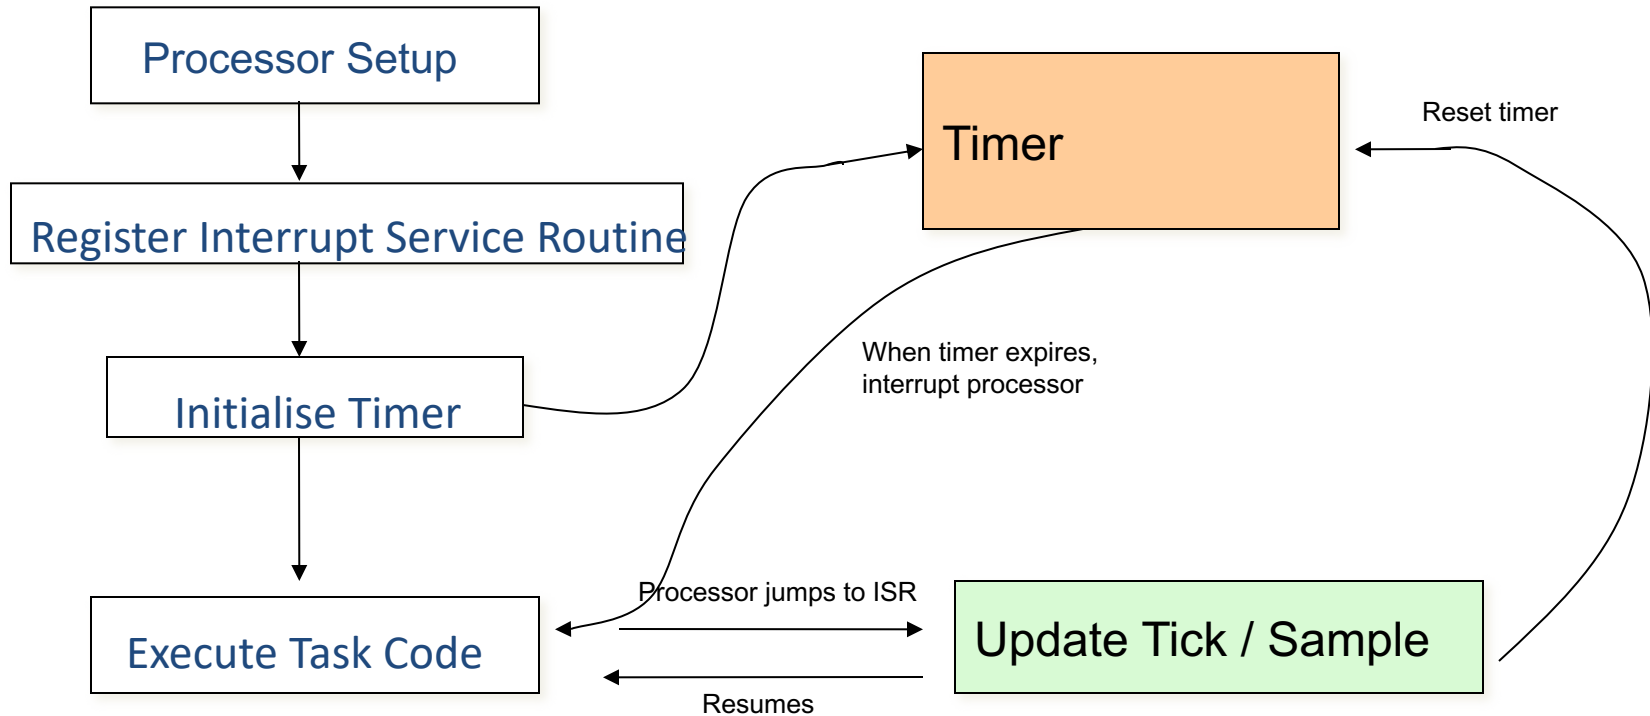 Processor Setup
Timer
Reset timer
Register Interrupt Service Routine
When timer expires,
interrupt processor
Initialise Timer
Processor jumps to ISR
Execute Task Code
Update Tick / Sample
Resumes